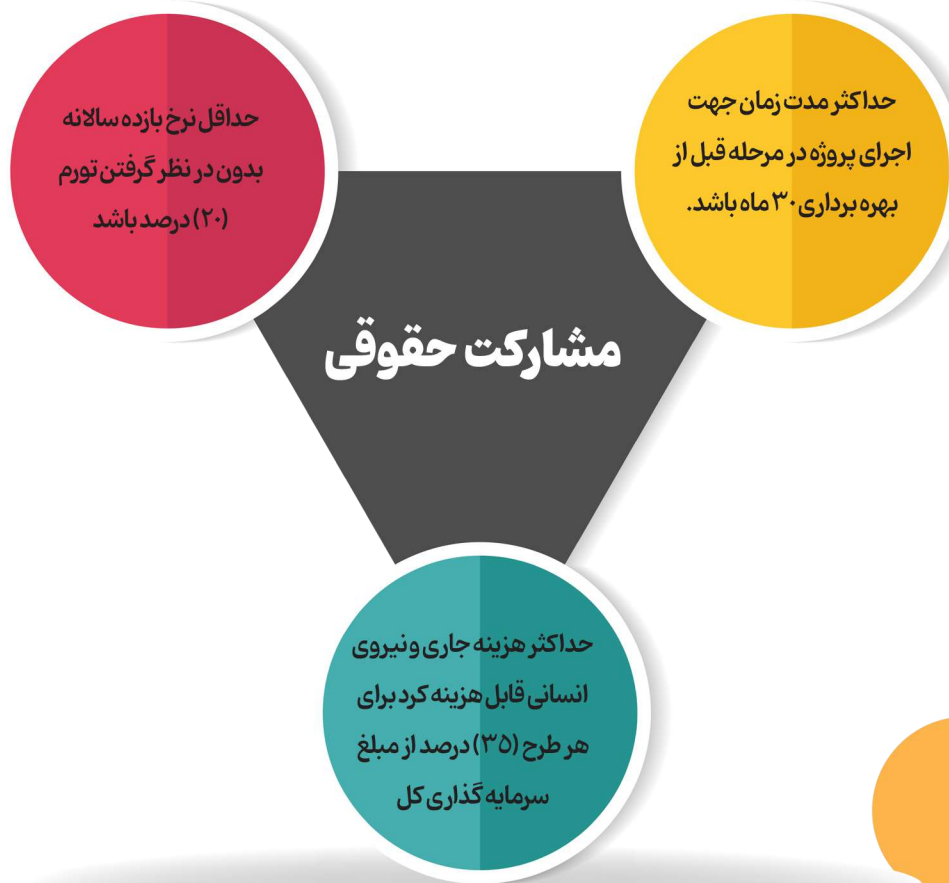 حداکثر مدت زمان جهت
اجرای پروژه در مرحله قبل از
بهره برداری ۳۰ ماه باشد.
حداقل نرخ بازده سالانه
بدون در نظر گرفتن تورم
(۲۰) درصد باشد
مشارکت حقوقی
حداکثر هزینه جاری ونیروی
انسانی قابل هزینه کرد برای
هر طرح (۳۵) درصد از مبلغ
سرمایه گذاری کل